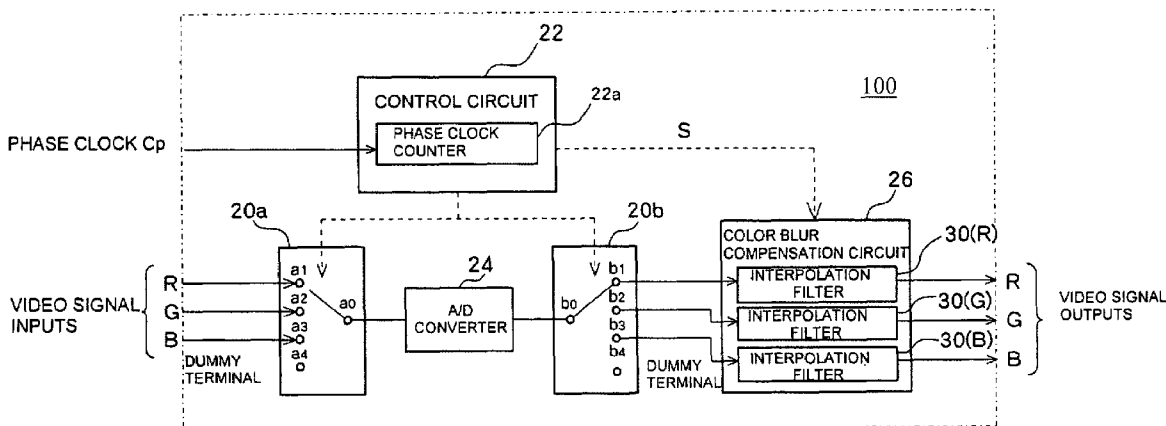 22
100
CONTROL CIRCUIT
22a
PHASE CLOCK Cp
PHASE CLOCK
COUNTER
S
26
20a
20b
24
30(R)
COLOR BLUR
COMPENSATION CIRCUIT
VIDEO SIGNAL
INPUTS
R
G
B
a1
a2
a3
a4
a0
DUMMY
TERMINAL
A/D
CONVERTER
b0
b1
b2
b3
b4
DUMMY
TERMINAL
INTERPOLATION
FILTER
30(G)
INTERPOLATION
FILTER
30(B)
INTERPOLATION
FILTER
R
G
B
VIDEO SIGNAL
OUTPUTS